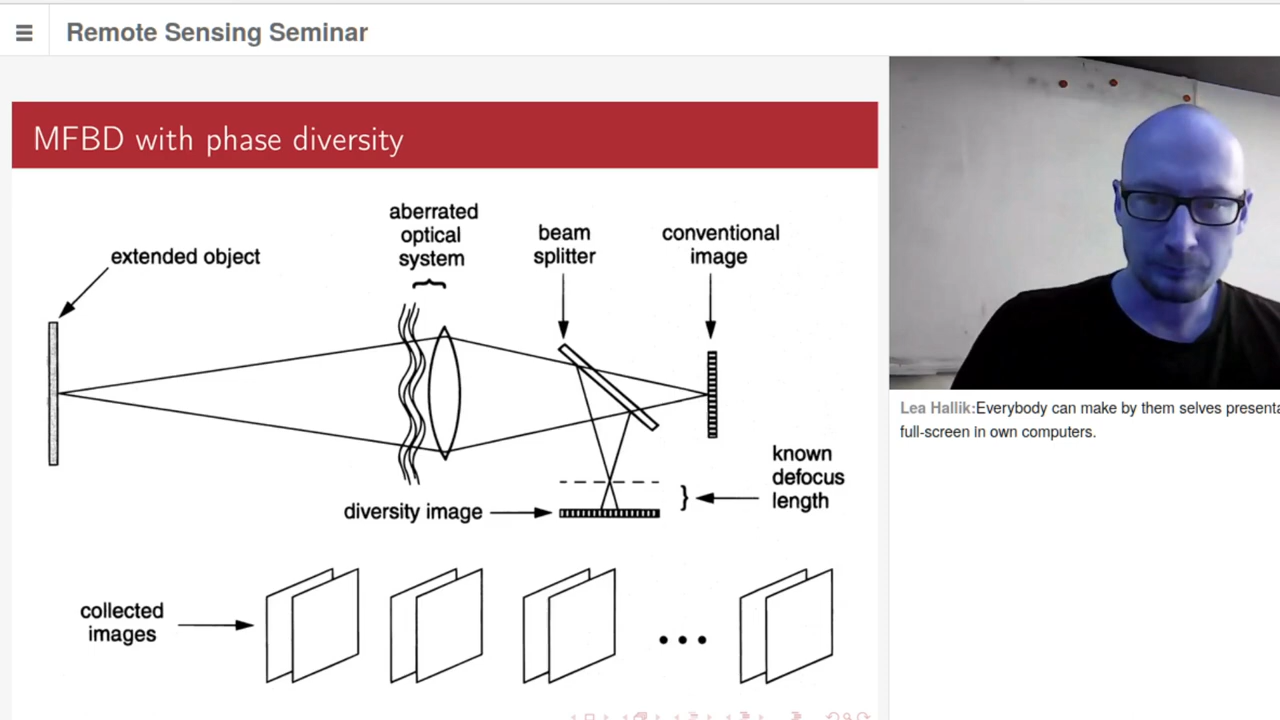 Remote Sensing Seminar
MFBD with phase diversity
extended object
aberrated
optical
system
beam
splitter
conventional
image
known
defocus
length
diversity image
collected
images
Lea Hallik:Everybody can make by them selves presenta
full-screen in own computers.